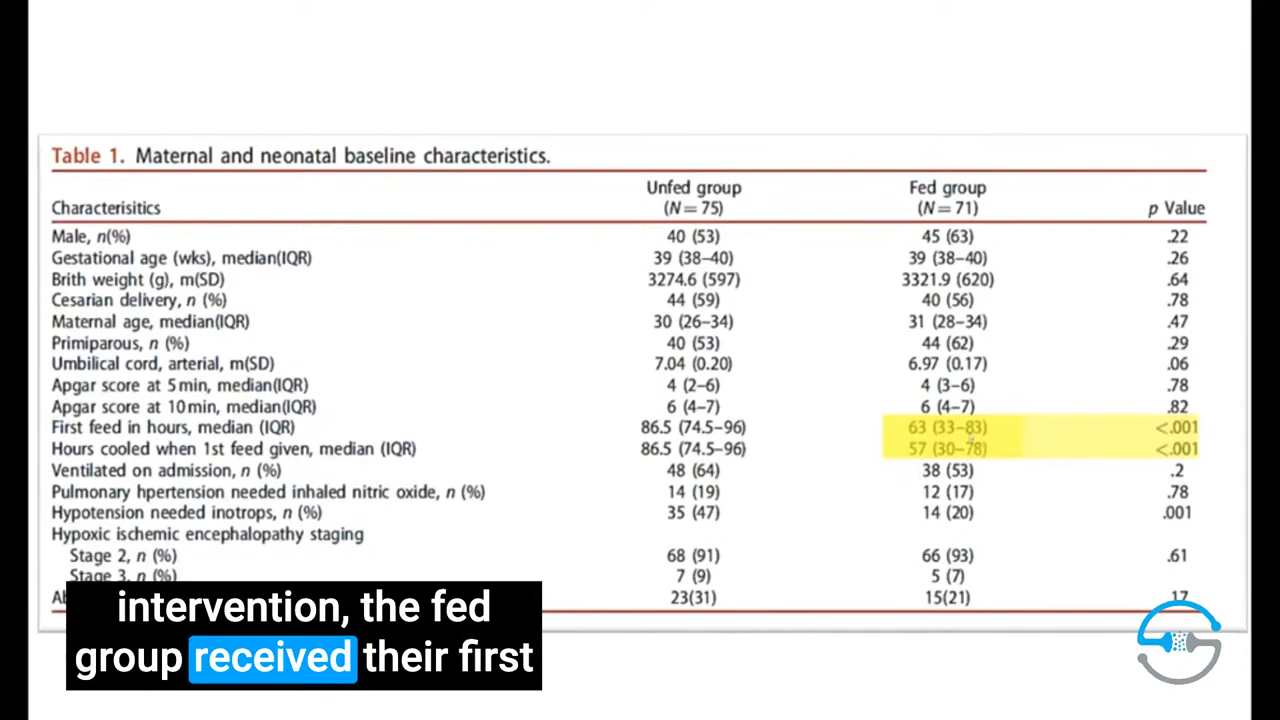 Table 1. Maternal and neonatal baseline characteristics.
Characterisitics Unfed group (N=75) Fed group (N=71) p Value
Male, n(%) 40 (53) 45 (63) .22
Gestational age (wks), median(IQR) 39 (38–40) 39 (38–40) .26
Brith weight (g), m(SD) 3274.6 (597) 3321.9 (620) .64
Cesarian delivery, n (%) 44 (59) 40 (56) .78
Maternal age, median(IQR) 30 (26–34) 31 (28–34) .47
Primiparous, n (%) 40 (53) 44 (62) .29
Umbilical cord, arterial, m(SD) 7.04 (0.20) 6.97 (0.17) .06
Apgar score at 5 min, median(IQR) 4 (2–6) 4 (3–6) .78
Apgar score at 10 min, median(IQR) 6 (4–7) 6 (4–7) .82
First feed in hours, median (IQR) 86.5 (74.5–96) 63 (33–83) <.001
Hours cooled when 1st feed given, median (IQR) 86.5 (74.5–96) 57 (30–78) <.001
Ventilated on admission, n (%) 48 (64) 38 (53) .2
Pulmonary hpertension needed inhaled nitric oxide, n (%) 14 (19) 12 (17) .78
Hypotension needed inotrops, n (%) 35 (47) 14 (20) .001
Hypoxic ischemic encephalopathy staging
Stage 2, n (%) 68 (91) 66 (93) .61
Stage 3, n (%) 7 (9) 5 (7)
23(31) 15(21)
intervention, the fed
group received their first